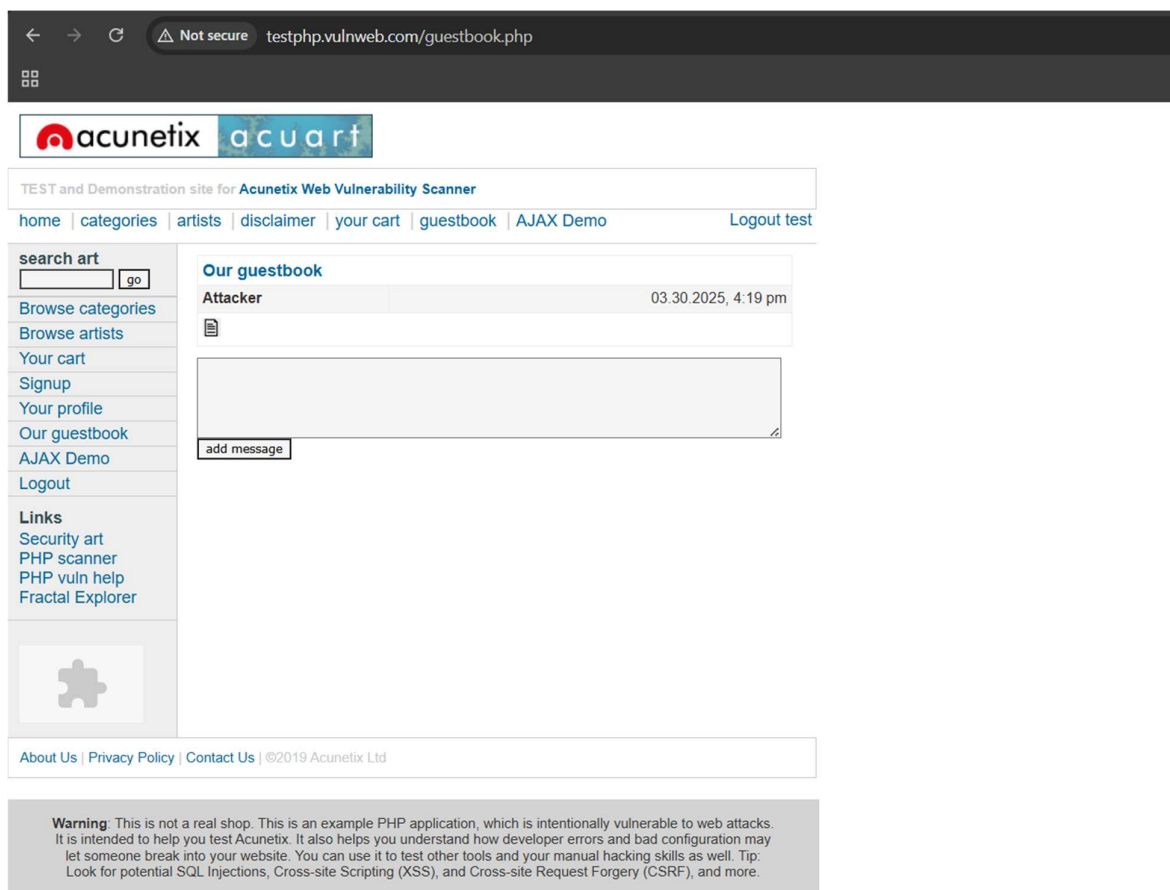 Not secure testphp.vulnweb.com/guestbook.php
acunetix acuart
TEST and Demonstration site for Acunetix Web Vulnerability Scanner
home | categories | artists | disclaimer | your cart | guestbook | AJAX Demo Logout test
search art
go
Browse categories
Browse artists
Your cart
Signup
Your profile
Our guestbook
AJAX Demo
Logout
Links
Security art
PHP scanner
PHP vuln help
Fractal Explorer
Our guestbook
Attacker 03.30.2025, 4:19 pm
add message
About Us | Privacy Policy | Contact Us | ©2019 Acunetix Ltd
Warning: This is not a real shop. This is an example PHP application, which is intentionally vulnerable to web attacks.
It is intended to help you test Acunetix. It also helps you understand how developer errors and bad configuration may
let someone break into your website. You can use it to test other tools and your manual hacking skills as well. Tip:
Look for potential SQL Injections, Cross-site Scripting (XSS), and Cross-site Request Forgery (CSRF), and more.